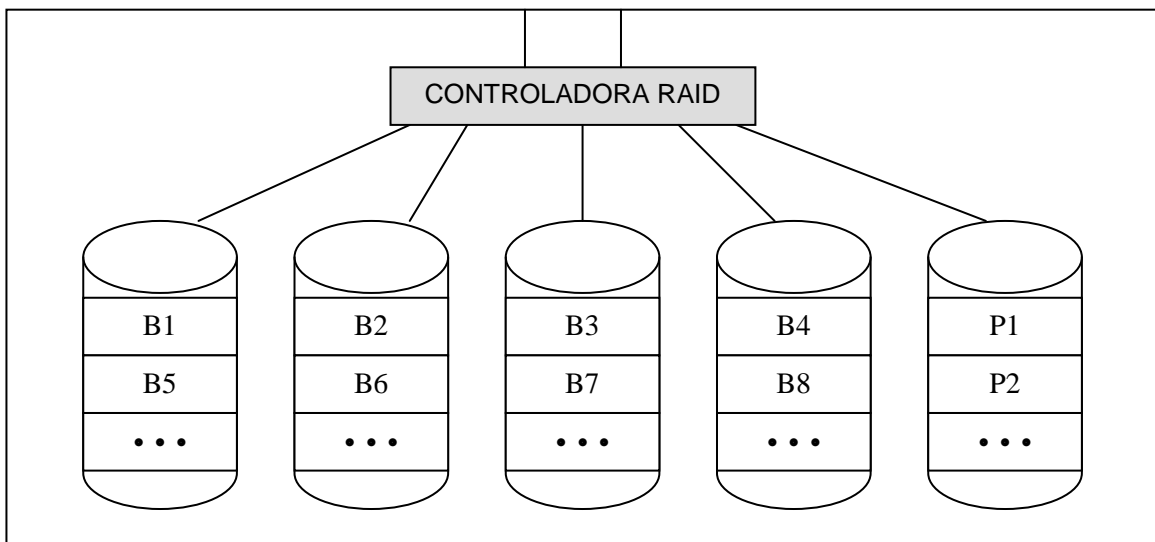 CONTROLADORA RAID
B1 B2 B3 B4 P1
B5 B6 B7 B8 P2
• • • • • • • • • • • • • • •